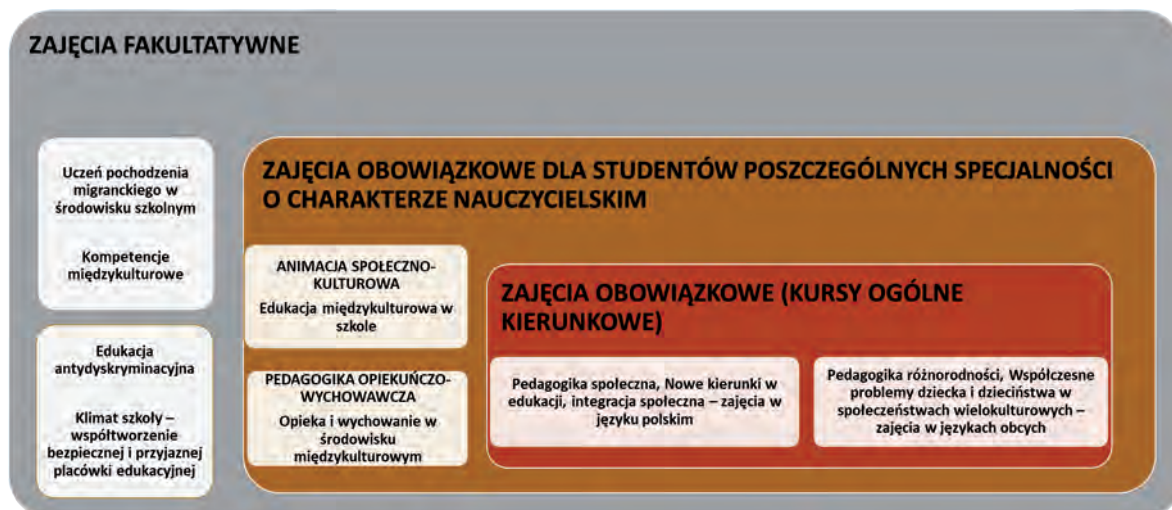 ZAJĘCIA FAKULTATYWNE
Uczeń pochodzenia
migranckiego w
środowisku szkolnym
Kompetencje
międzykulturowe
Edukacja
antydyskryminacyjna
Klimat szkoły –
współtworzenie
bezpiecznej i przyjaznej
placówki edukacyjnej
ZAJĘCIA OBOWIĄZKOWE DLA STUDENTÓW POSZCZEGÓLNYCH SPECJALNOŚCI
O CHARAKTERZE NAUCZYCIELSKIM
ANIMACJA SPOŁECZNO-
KULTUROWA
Edukacja międzykulturowa w
szkole
PEDAGOGIKA OPIEKUŃCZO-
WYCHOWAWCZA
Opieka i wychowanie w
środowisku
międzykulturowym
ZAJĘCIA OBOWIĄZKOWE (KURSY OGÓLNE
KIERUNKOWE)
Pedagogika społeczna, Nowe kierunki w
edukacji, integracja społeczna – zajęcia w
języku polskim
Pedagogika różnorodności, Współczesne
problemy dziecka i dzieciństwa w
społeczeństwach wielokulturowych –
zajęcia w językach obcych